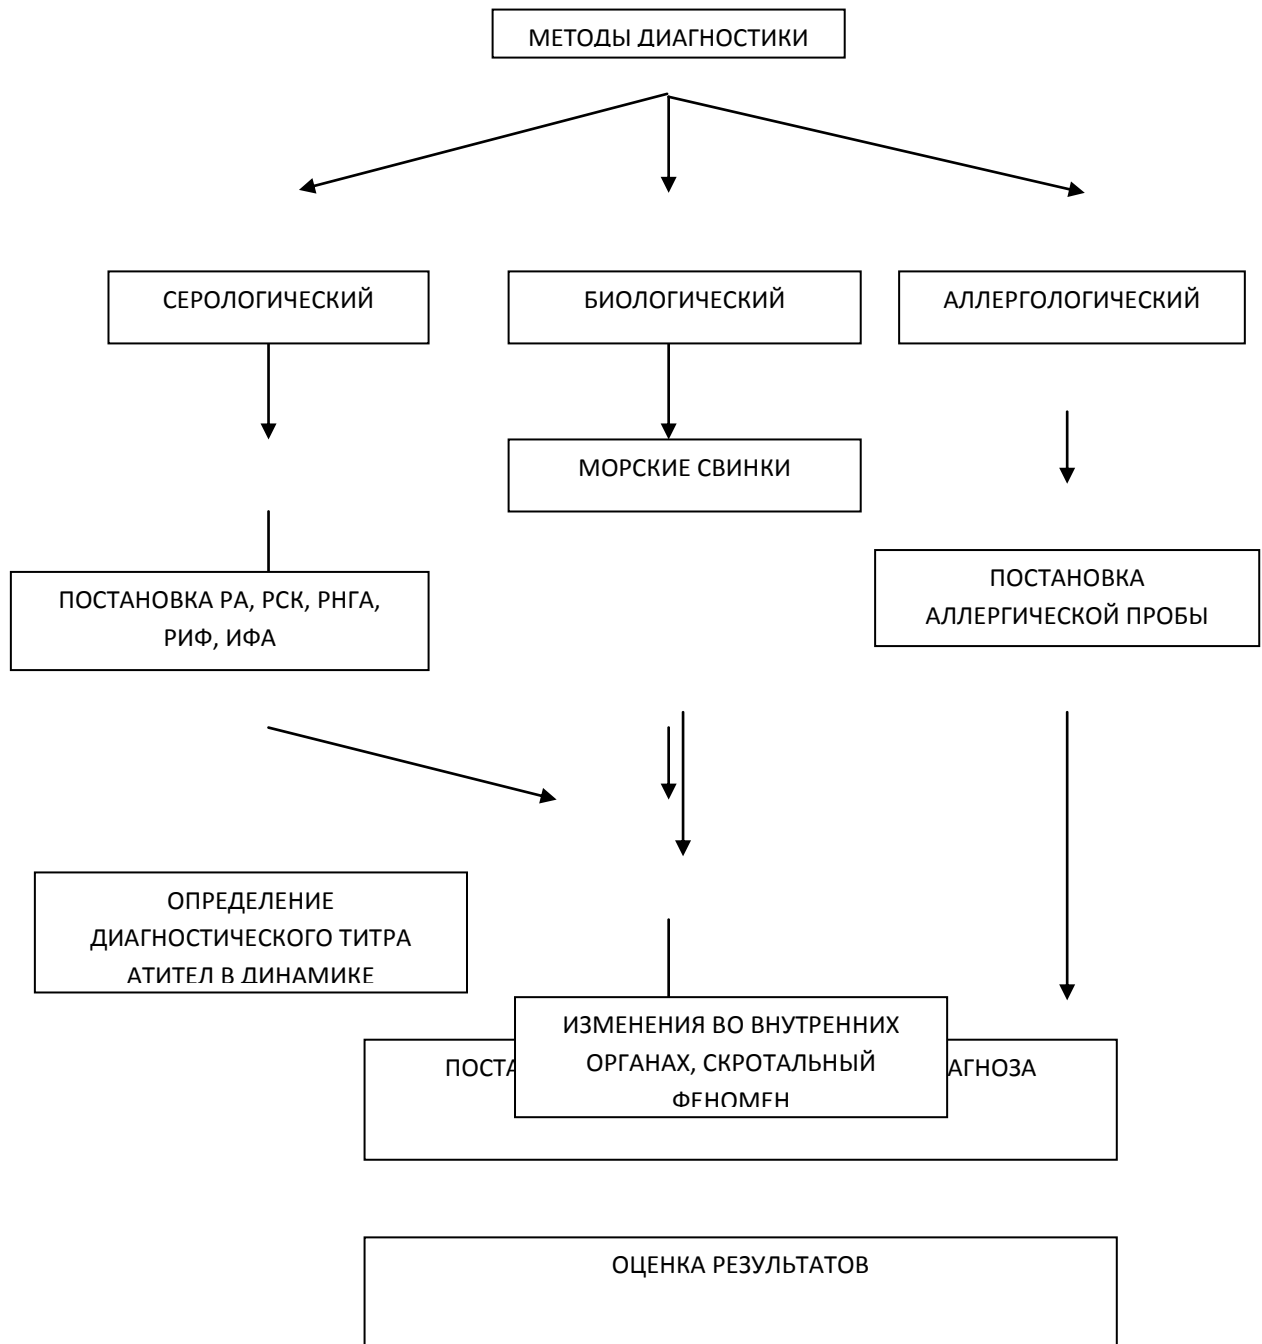 МЕТОДЫ ДИАГНОСТИКИ
СЕРОЛОГИЧЕСКИЙ
БИОЛОГИЧЕСКИЙ
АЛЛЕРГОЛОГИЧЕСКИЙ
МОРСКИЕ СВИНКИ
ПОСТАНОВКА РА, РСК, РНГА,
РИФ, ИФА
ПОСТАНОВКА
АЛЛЕРГИЧЕСКОЙ ПРОБЫ
ОПРЕДЕЛЕНИЕ
ДИАГНОСТИЧЕСКОГО ТИТРА
АТИТЕЛ В ДИНАМИКЕ
ИЗМЕНЕНИЯ ВО ВНУТРЕННИХ
ОРГАНАХ, СКРОТАЛЬНЫЙ
ФЕНОМЕН
ОЦЕНКА РЕЗУЛЬТАТОВ